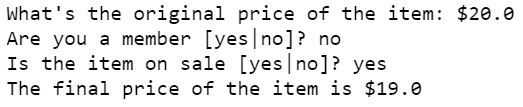 What's the original price of the item: $20.0
Are you a member [yes|no]? no
Is the item on sale [yes|no]? yes
The final price of the item is $19.0